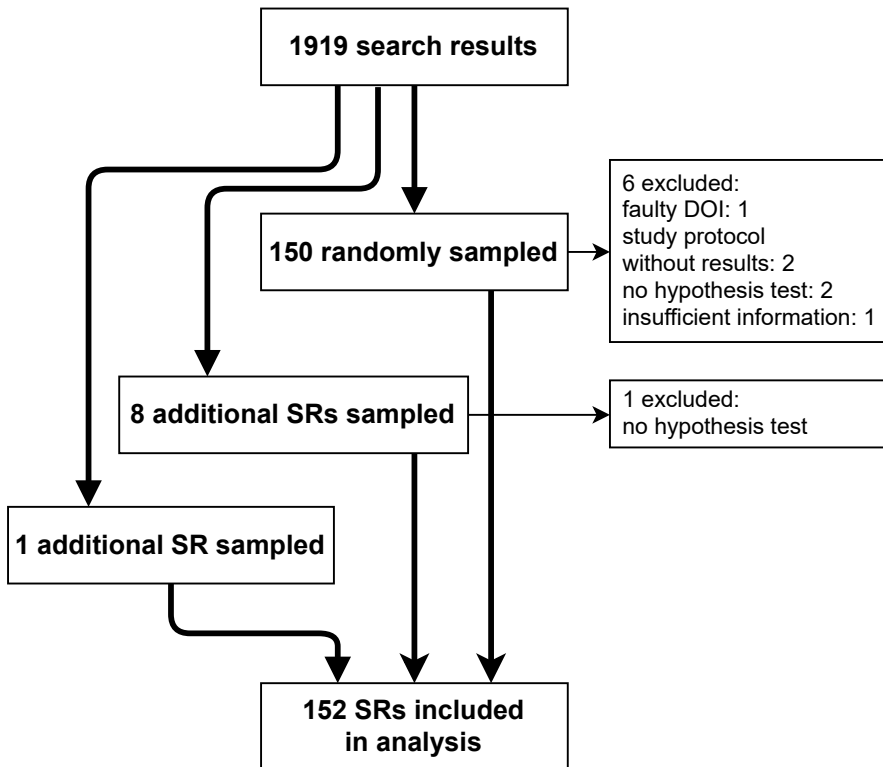 1919 search results
150 randomly sampled
6 excluded:
faulty DOI: 1
study protocol
without results: 2
no hypothesis test: 2
insufficient information: 1
8 additional SRs sampled
1 excluded:
no hypothesis test
1 additional SR sampled
152 SRs included
in analysis